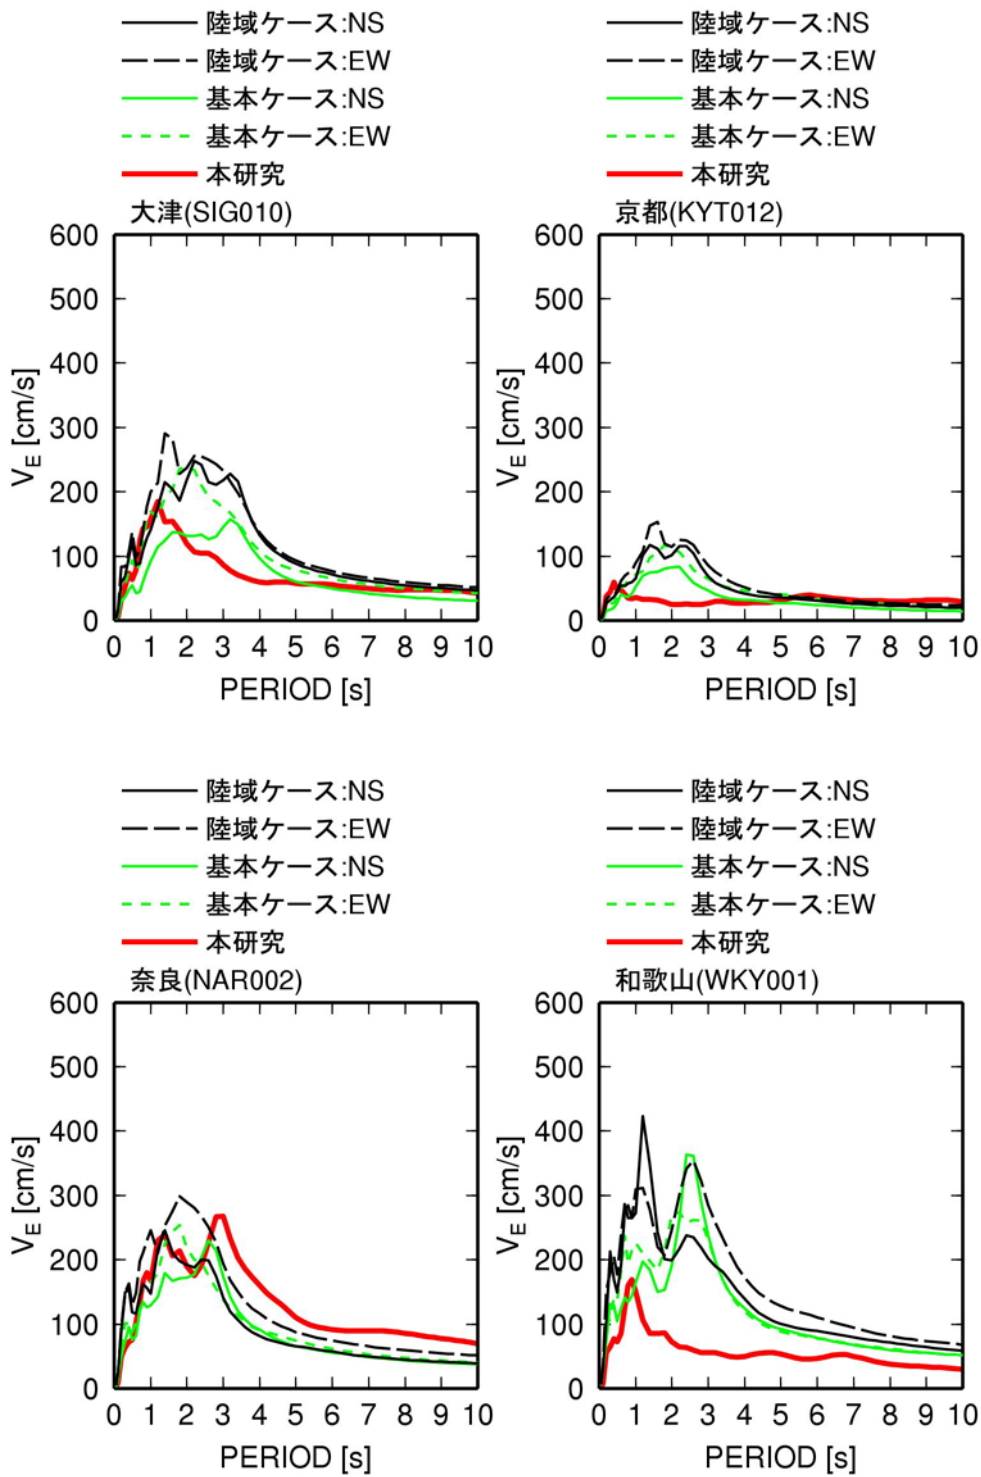 陸域ケース:NS
陸域ケース:EW
基本ケース:NS
基本ケース:EW
本研究
大津(SIG010)
600
500
400
300
200
100
0
V_E [cm/s]
0 1 2 3 4 5 6 7 8 9 10
PERIOD [s]
陸域ケース:NS
陸域ケース:EW
基本ケース:NS
基本ケース:EW
本研究
京都(KYT012)
600
500
400
300
200
100
0
V_E [cm/s]
0 1 2 3 4 5 6 7 8 9 10
PERIOD [s]
陸域ケース:NS
陸域ケース:EW
基本ケース:NS
基本ケース:EW
本研究
奈良(NAR002)
600
500
400
300
200
100
0
V_E [cm/s]
0 1 2 3 4 5 6 7 8 9 10
PERIOD [s]
陸域ケース:NS
陸域ケース:EW
基本ケース:NS
基本ケース:EW
本研究
和歌山(WKY001)
600
500
400
300
200
100
0
V_E [cm/s]
0 1 2 3 4 5 6 7 8 9 10
PERIOD [s]